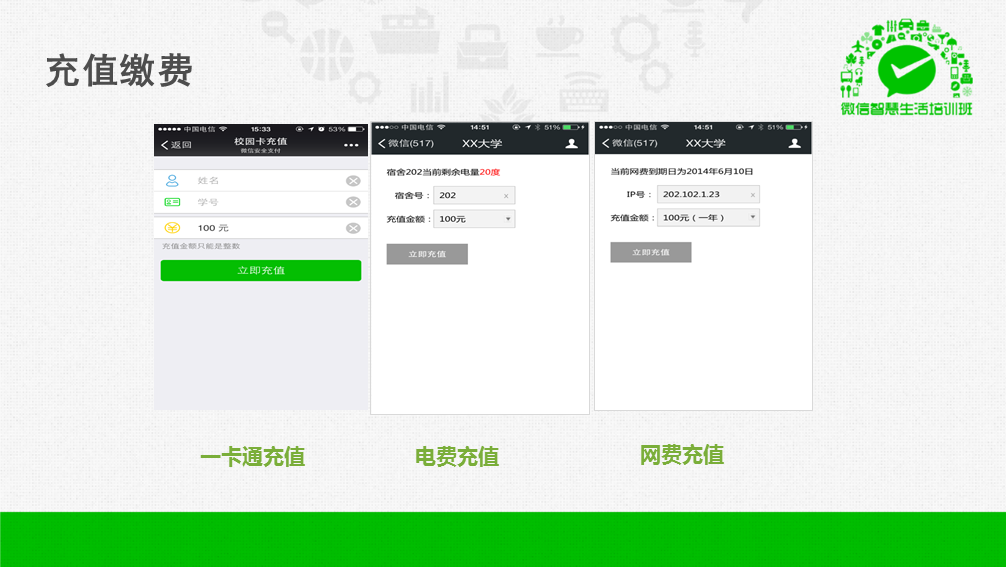 充值缴费
微信智慧生活培训班
中国电信 15:33 53%
返回 校园卡充值
微信安全支付
姓名
学号
100 元
充值金额只能是整数
立即充值
中国电信 14:51 51%
微信(517) XX大学
宿舍202当前剩余电量20度
宿舍号： 202
充值金额： 100元
立即充值
中国电信 14:51 51%
微信(517) XX大学
当前网费到期日为2014年6月10日
IP号： 202.102.1.23
充值金额： 100元（一年）
立即充值
一卡通充值
电费充值
网费充值